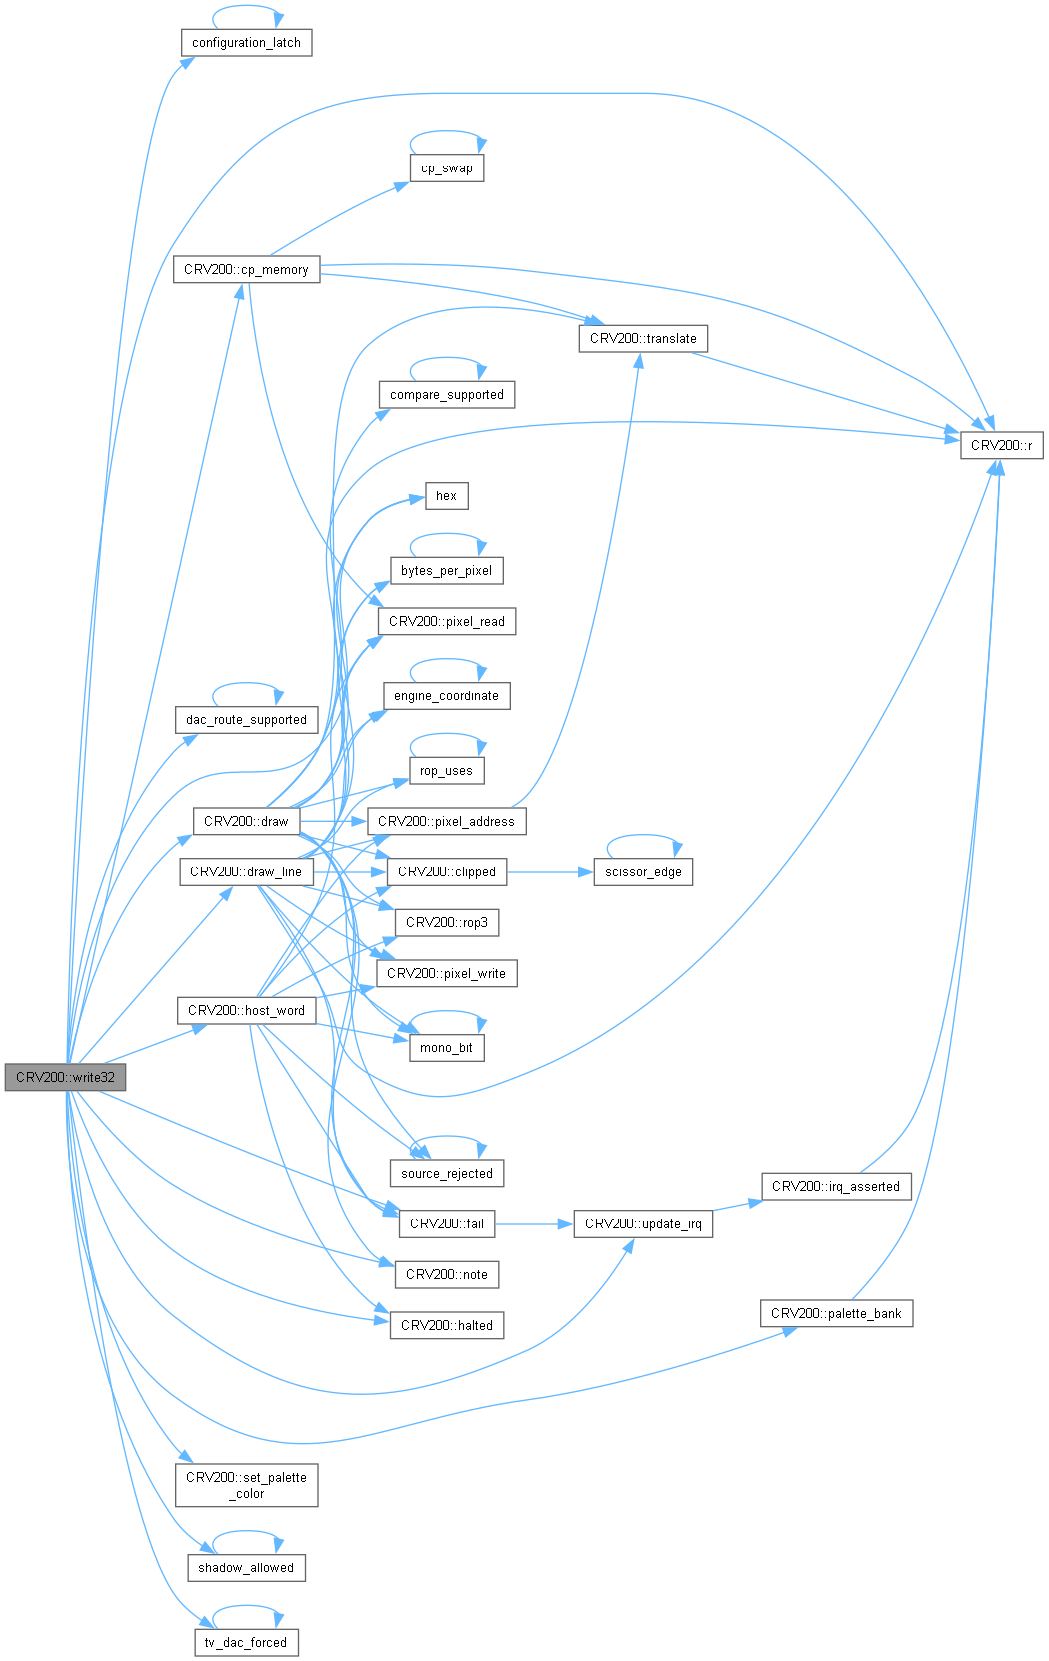 configuration_latch
cp_swap
CRV200::cp_memory
CRV200::translate
compare_supported
CRV200::r
hex
bytes_per_pixel
CRV200::pixel_read
engine_coordinate
dac_route_supported
rop_uses
CRV200::draw
CRV200::pixel_address
CRV200::draw_line
CRV200::clipped
scissor_edge
CRV200::rop3
CRV200::pixel_write
CRV200::host_word
mono_bit
CRV200::write32
source_rejected
CRV200::irq_asserted
CRV200::fail
CRV200::update_irq
CRV200::note
CRV200::palette_bank
CRV200::halted
CRV200::set_palette
_color
shadow_allowed
tv_dac_forced